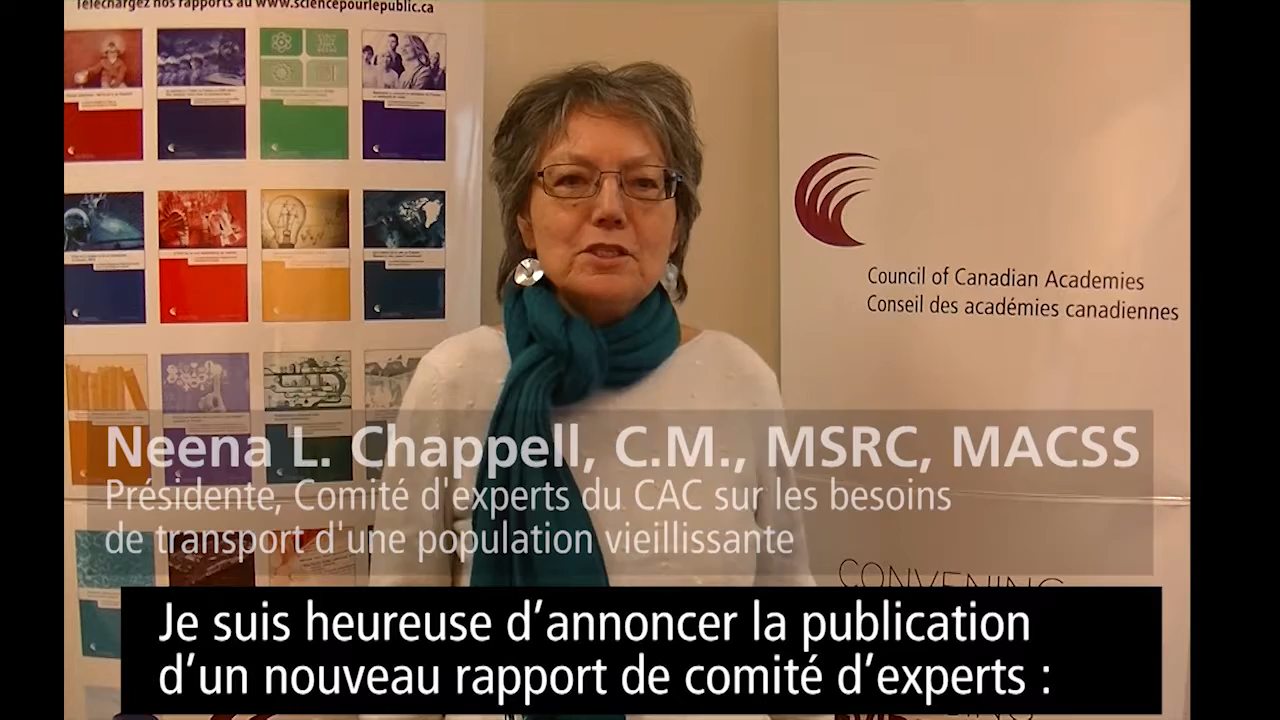 Téléchargez nos rapports au www.sciencepourlepublic.ca
Council of Canadian Academies
Conseil des académies canadiennes
Neena L. Chappell, C.M., MSRC, MACSS
Présidente, Comité d'experts du CAC sur les besoins
de transport d'une population vieillissante
CONVENING
Je suis heureuse d’annoncer la publication
d’un nouveau rapport de comité d’experts :